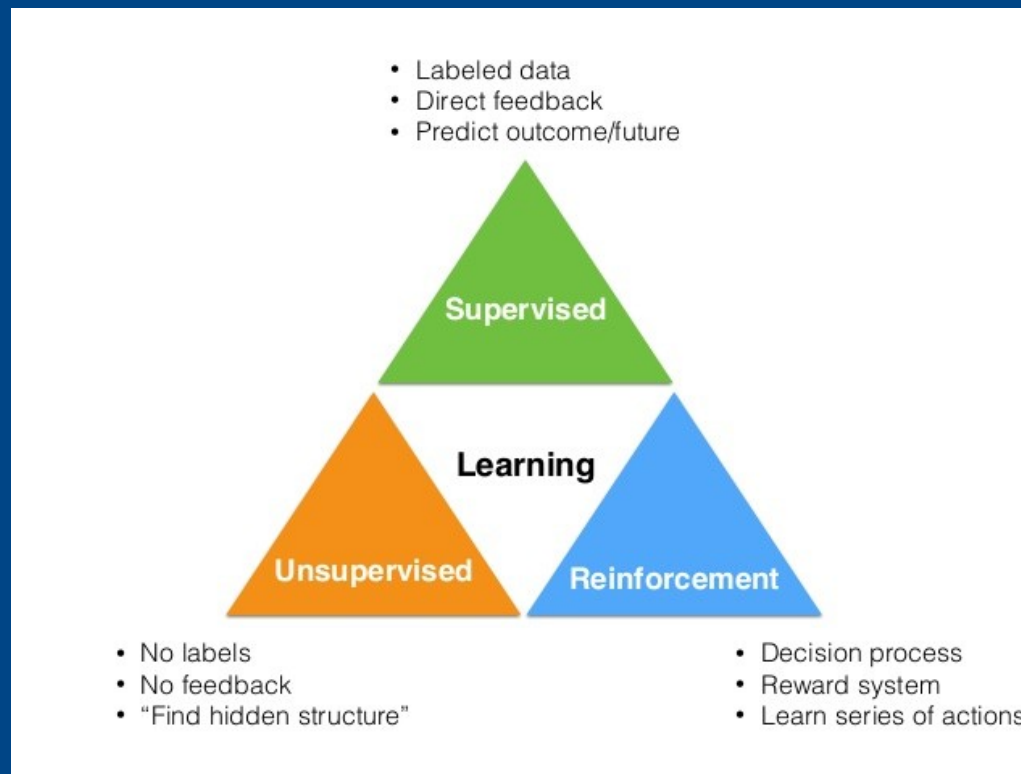 • Labeled data
• Direct feedback
• Predict outcome/future
Supervised
Learning
Unsupervised
Reinforcement
• No labels
• No feedback
• “Find hidden structure”
• Decision process
• Reward system
• Learn series of actions